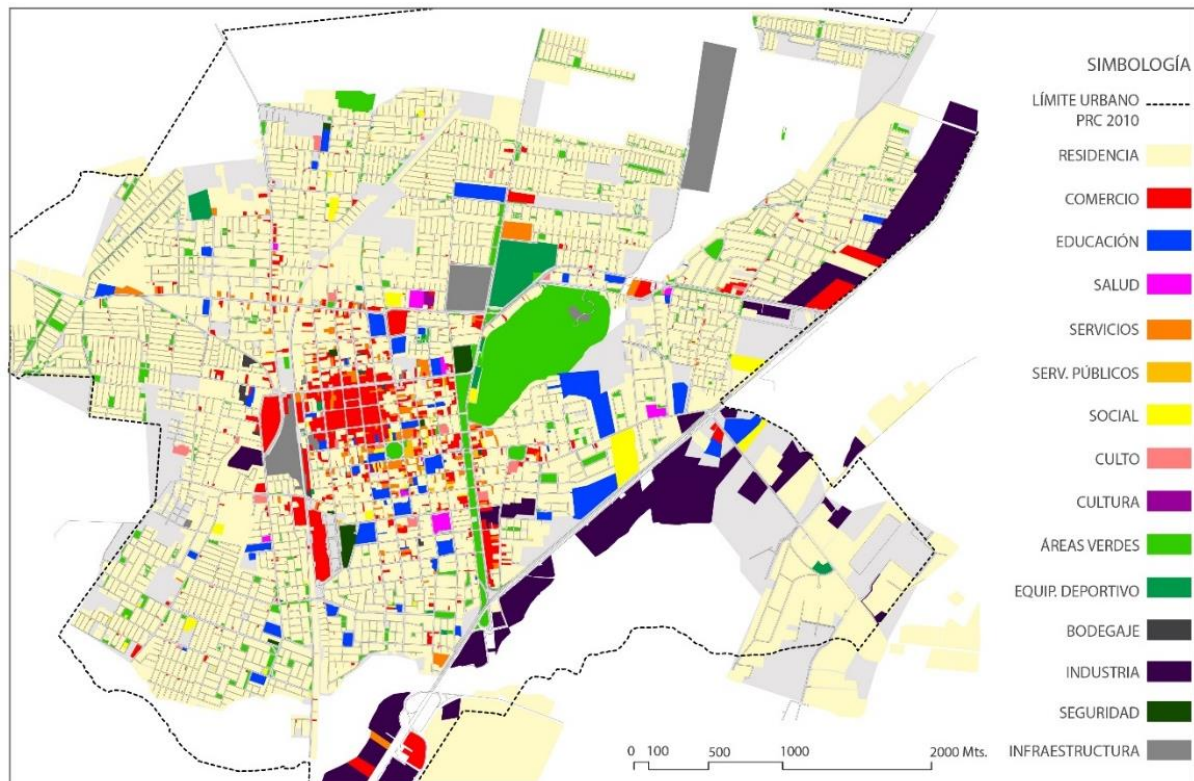 SIMBOLOGÍA
LÍMITE URBANO
PRC 2010
RESIDENCIA
COMERCIO
EDUCACIÓN
SALUD
SERVICIOS
SERV. PÚBLICOS
SOCIAL
CULTO
CULTURA
ÁREAS VERDES
EQUIP. DEPORTIVO
BODEGAJE
INDUSTRIA
SEGURIDAD
INFRAESTRUCTURA
0 100 500 1000 2000 Mts.